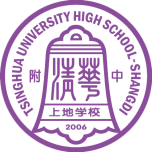 TSINGHUA UNIVERSITY HIGH SCHOOL-SHANGDI
附 中
清華
上地学校
2006